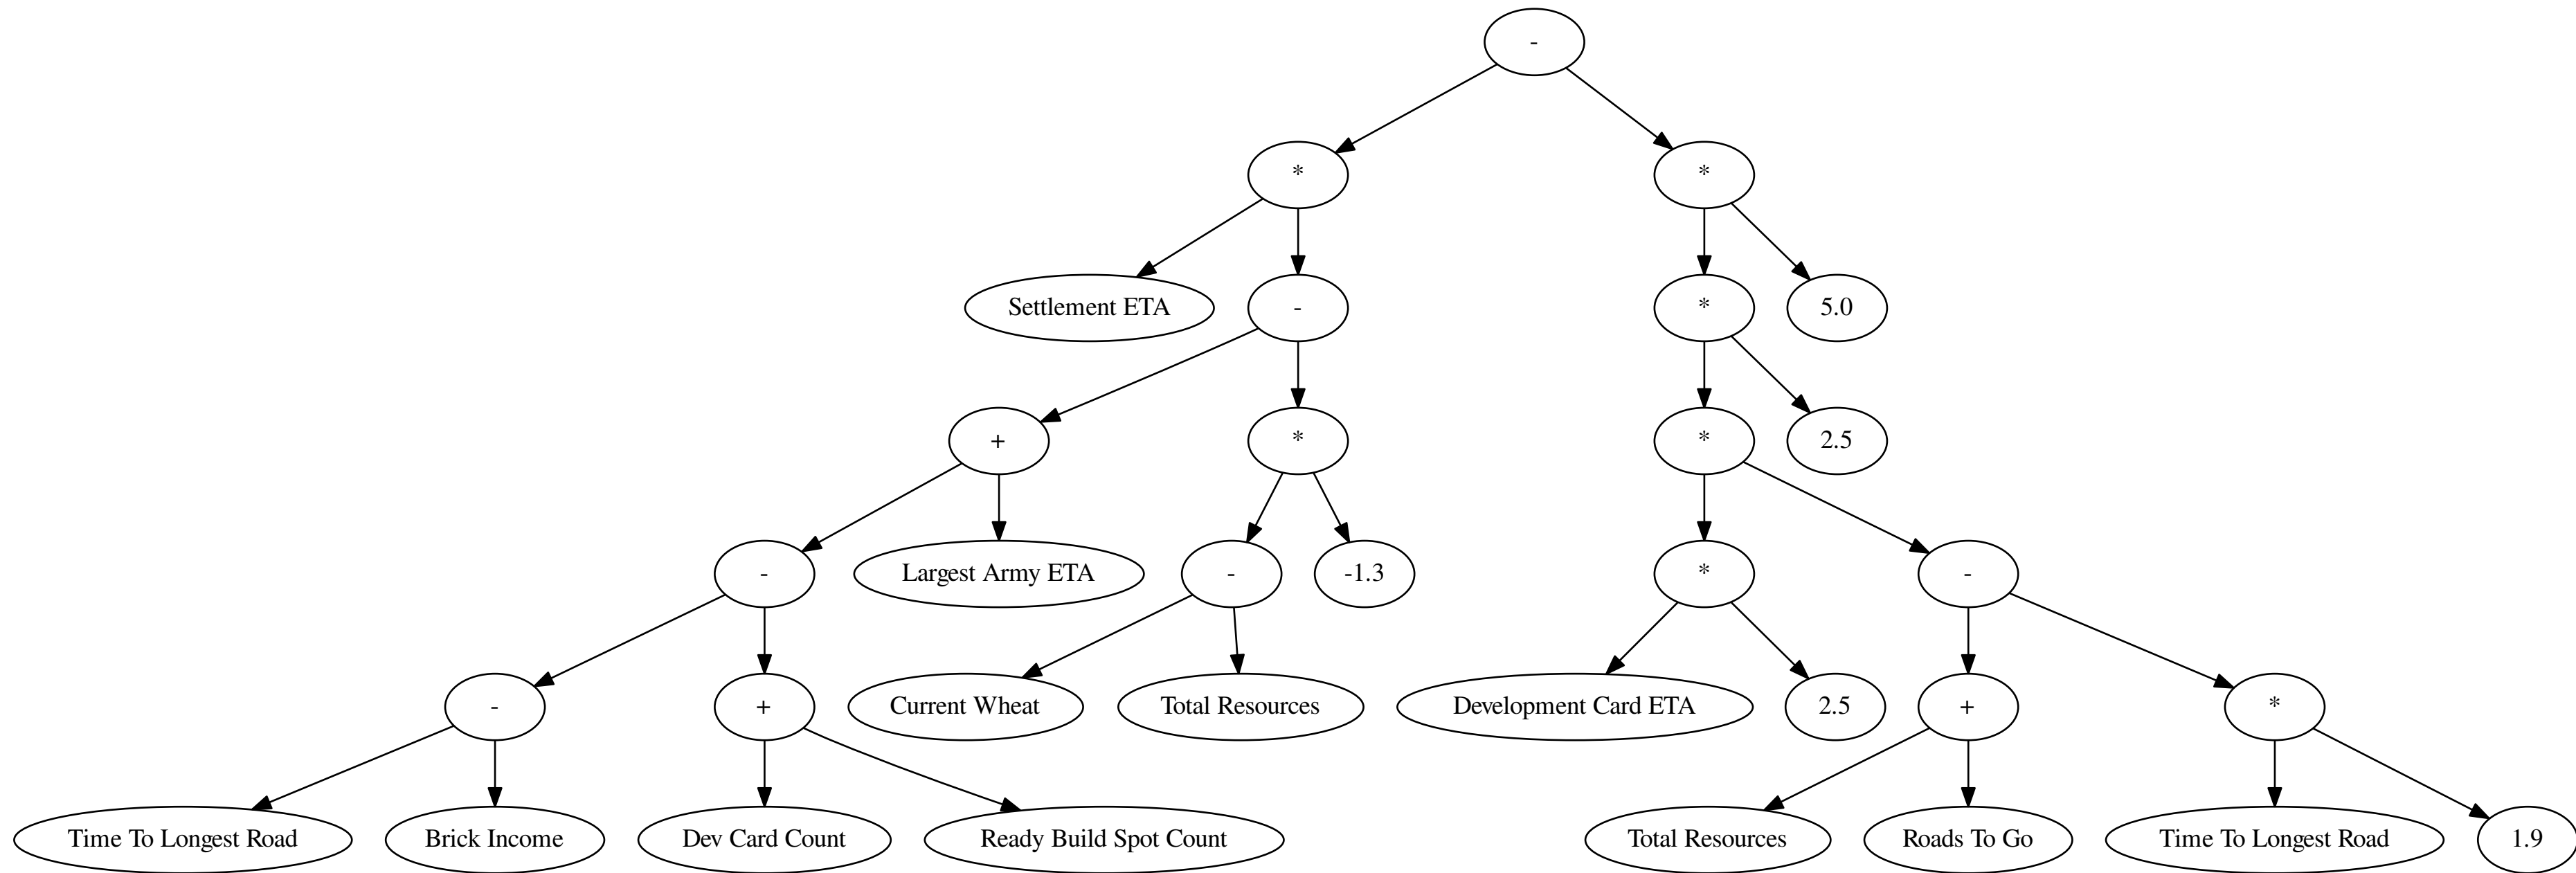 -
*
*
Settlement ETA
-
*
5.0
+
*
*
2.5
-
Largest Army ETA
-
-1.3
*
-
-
+
Current Wheat
Total Resources
Development Card ETA
2.5
+
*
Time To Longest Road
Brick Income
Dev Card Count
Ready Build Spot Count
Total Resources
Roads To Go
Time To Longest Road
1.9